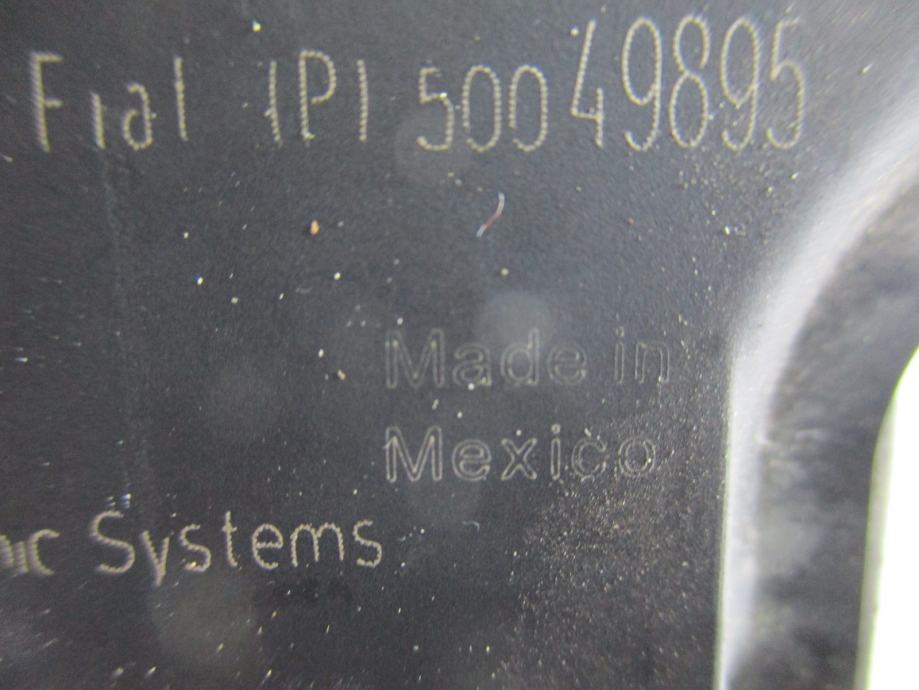 Fiat (P) 50049895
Made in
Mexico
Systems